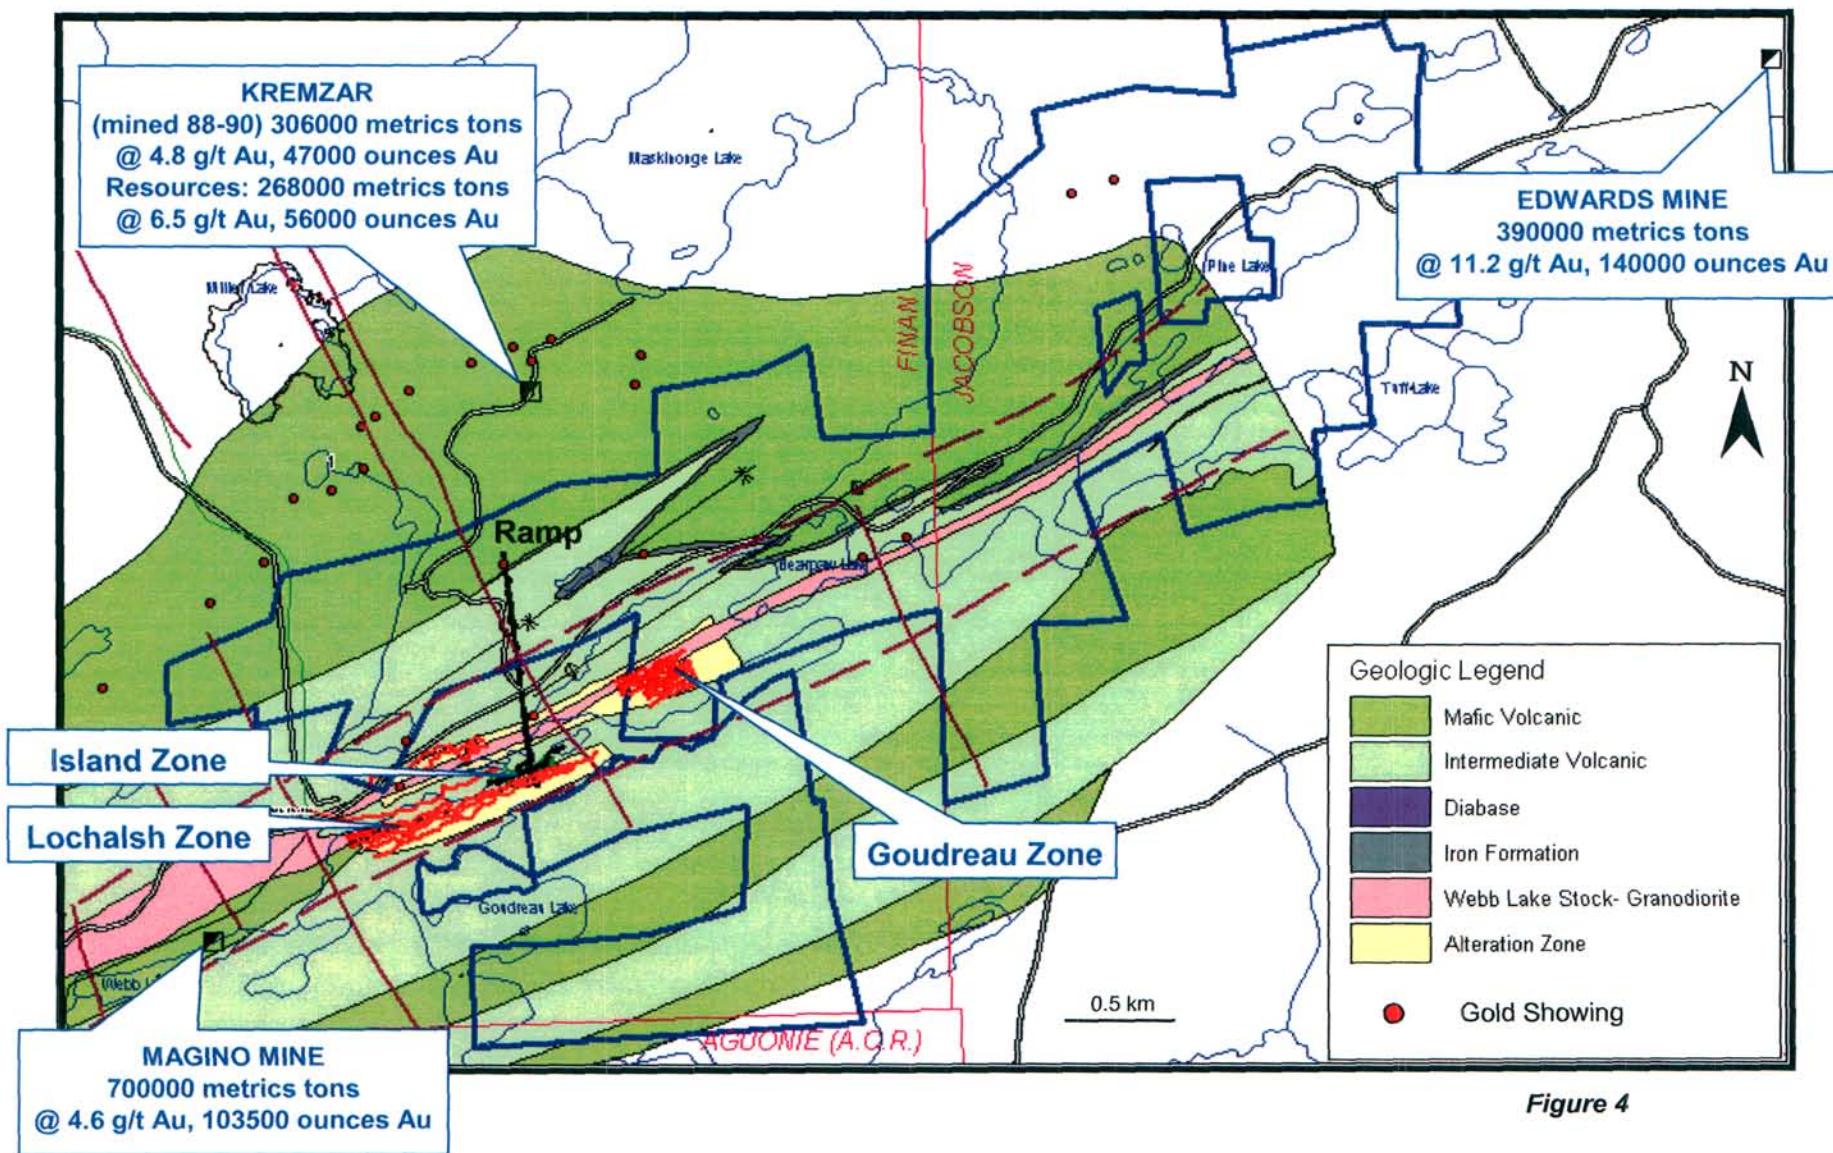 KREMZAR
(mined 88-90) 306000 metrics tons
@ 4.8 g/t Au, 47000 ounces Au
Resources: 268000 metrics tons
@ 6.5 g/t Au, 56000 ounces Au
Maskinonge Lake
EDWARDS MINE
390000 metrics tons
@ 11.2 g/t Au, 140000 ounces Au
Pine Lake
Miller Lake
FINAN
JACOBSON
N
Ramp
Bearpaw Lake
Island Zone
Lochalsh Zone
Goudreau Zone
Goudreau Lake
Webb
0.5 km
AGUONIE (A.C.R.)
MAGINO MINE
700000 metrics tons
@ 4.6 g/t Au, 103500 ounces Au
Geologic Legend
Mafic Volcanic
Intermediate Volcanic
Diabase
Iron Formation
Webb Lake Stock- Granodiorite
Alteration Zone
Gold Showing
Figure 4